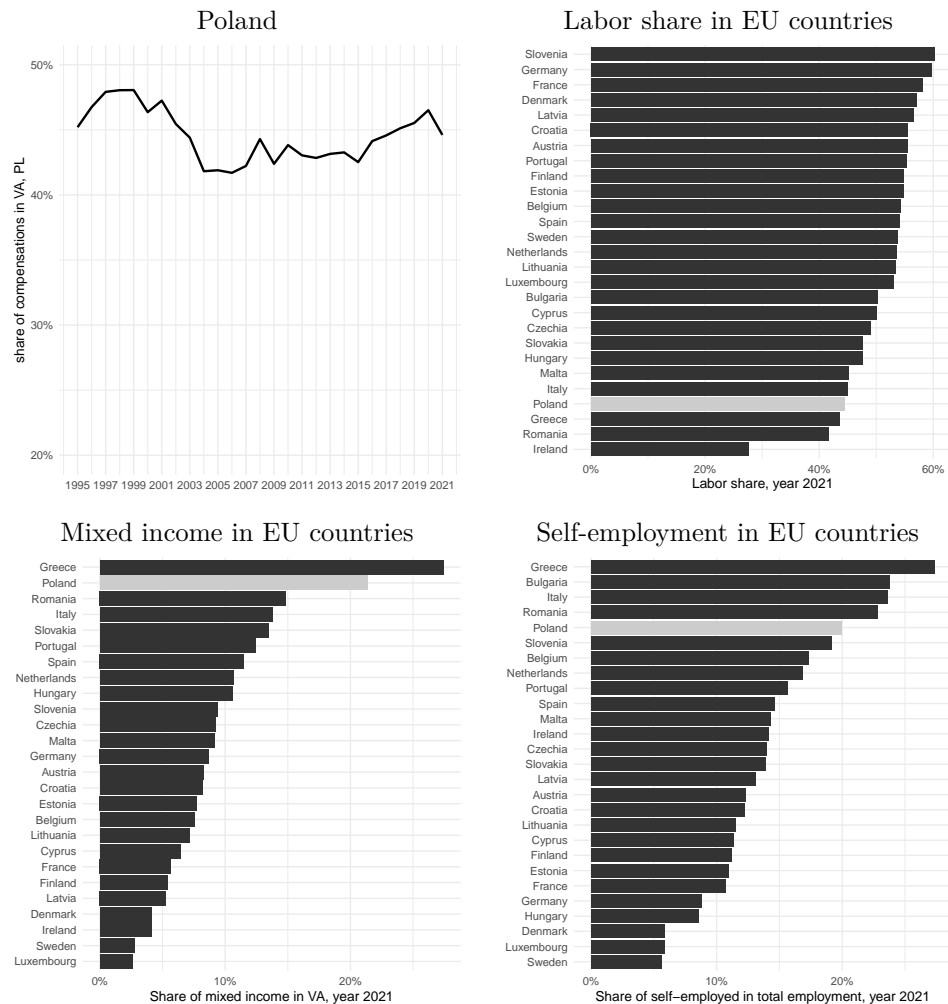 Poland
50%
40%
30%
20%
share of compensations in VA, PL
1995 1997 1999 2001 2003 2005 2007 2009 2011 2013 2015 2017 2019 2021
Labor share in EU countries
Slovenia
Germany
France
Denmark
Latvia
Croatia
Austria
Portugal
Finland
Estonia
Belgium
Spain
Sweden
Netherlands
Lithuania
Luxembourg
Bulgaria
Cyprus
Czechia
Slovakia
Hungary
Malta
Italy
Poland
Greece
Romania
Ireland
0% 20% 40% 60%
Labor share, year 2021
Mixed income in EU countries
Greece
Poland
Romania
Italy
Slovakia
Portugal
Spain
Netherlands
Hungary
Slovenia
Czechia
Malta
Germany
Austria
Croatia
Estonia
Belgium
Lithuania
Cyprus
France
Finland
Latvia
Denmark
Ireland
Sweden
Luxembourg
0% 10% 20%
Share of mixed income in VA, year 2021
Self-employment in EU countries
Greece
Bulgaria
Italy
Romania
Poland
Slovenia
Belgium
Netherlands
Portugal
Spain
Malta
Ireland
Czechia
Slovakia
Latvia
Austria
Croatia
Lithuania
Cyprus
Finland
Estonia
France
Germany
Hungary
Denmark
Luxembourg
Sweden
0% 10% 20%
Share of self−employed in total employment, year 2021